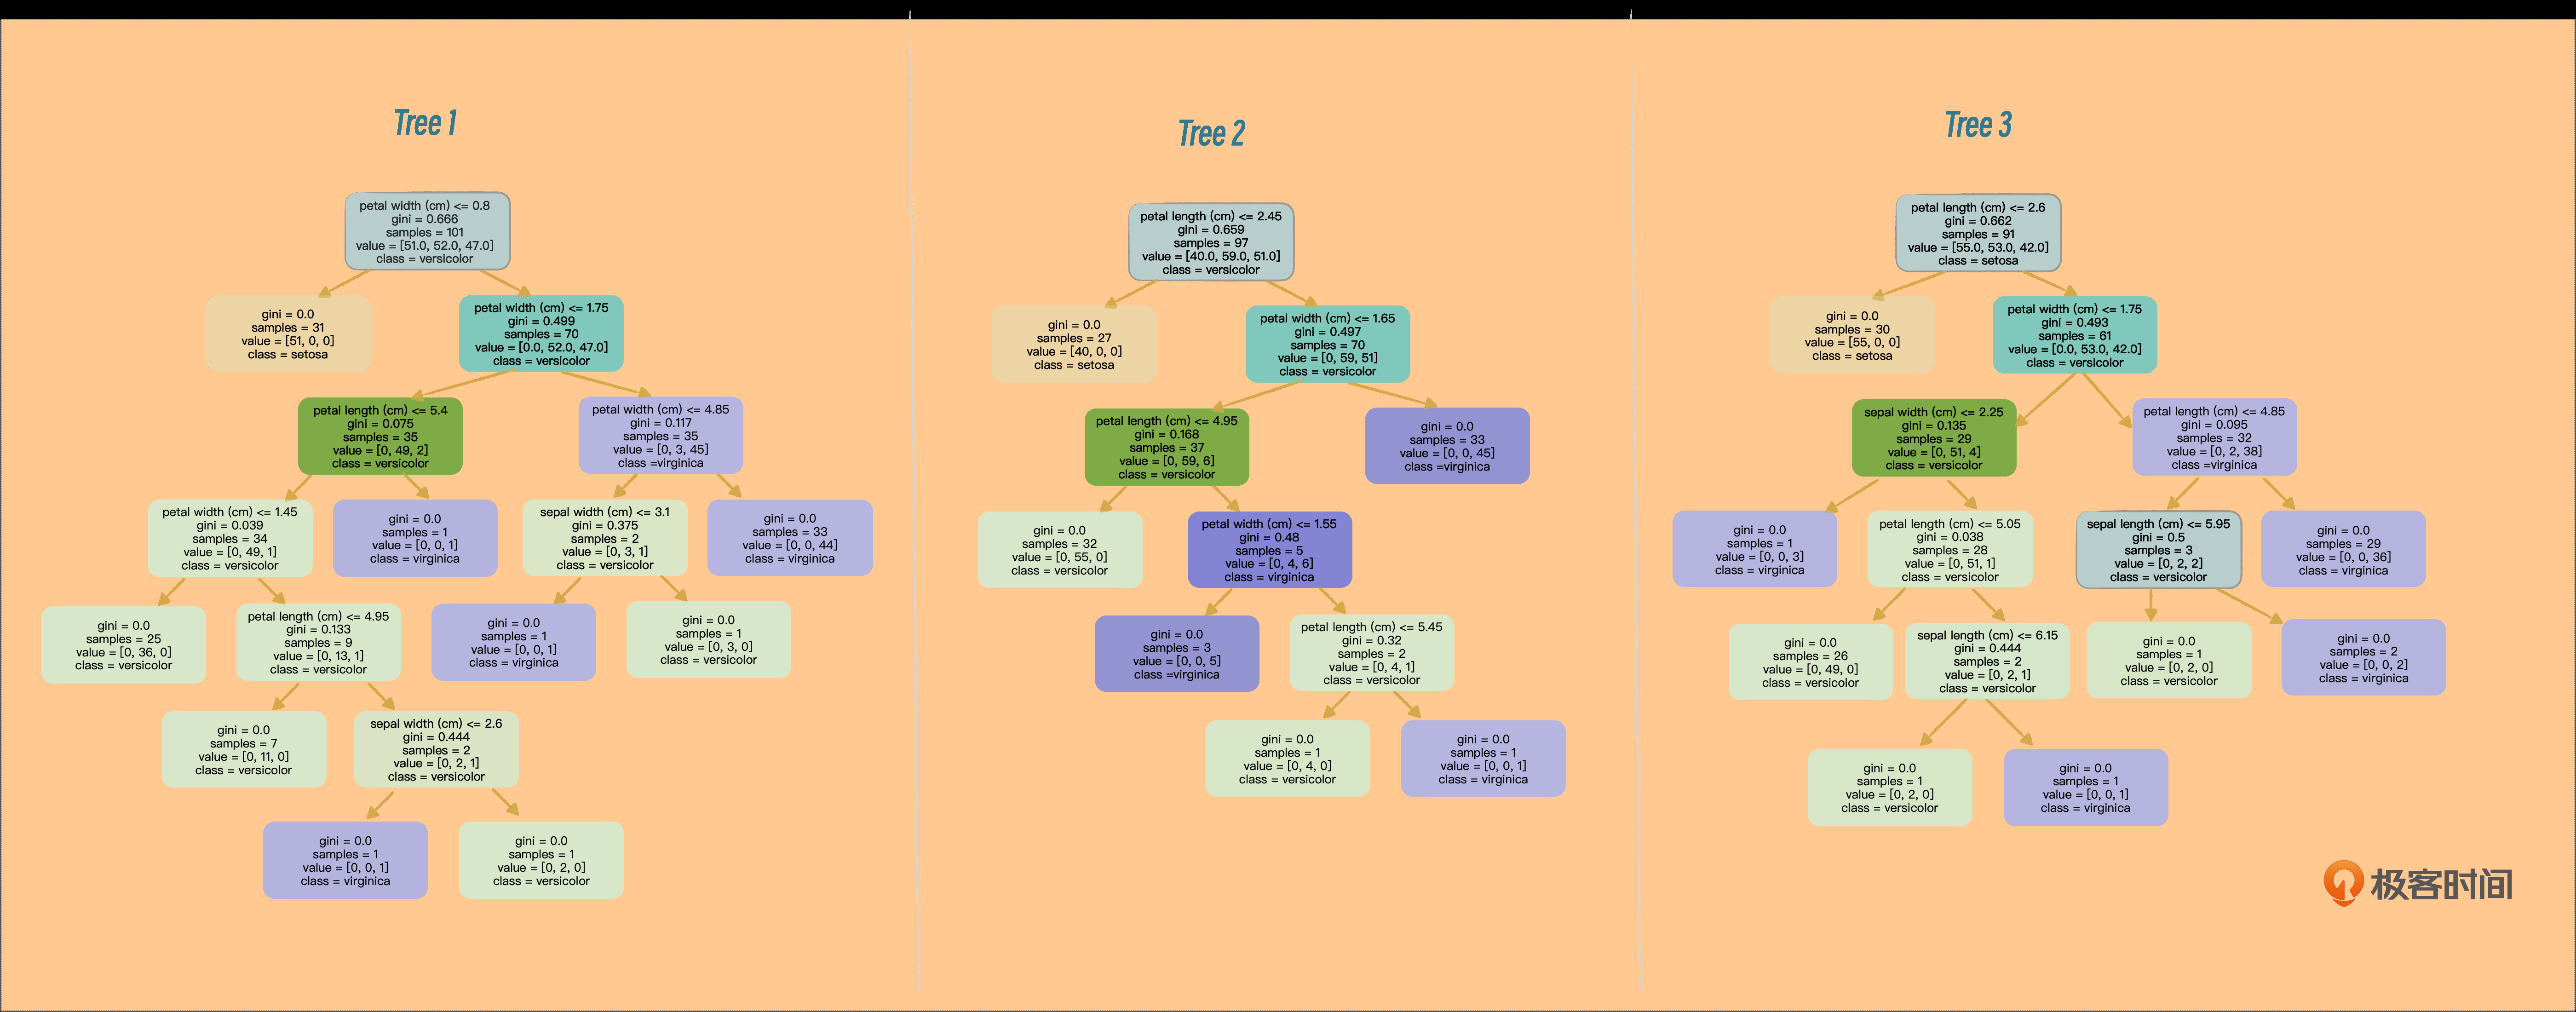 Tree 1
petal width (cm) <= 0.8
gini = 0.666
samples = 101
value = [51.0, 52.0, 47.0]
class = versicolor
gini = 0.0
samples = 31
value = [51, 0, 0]
class = setosa
petal width (cm) <= 1.75
gini = 0.499
samples = 70
value = [0.0, 52.0, 47.0]
class = versicolor
petal length (cm) <= 5.4
gini = 0.075
samples = 35
value = [0, 49, 2]
class = versicolor
petal width (cm) <= 4.85
gini = 0.117
samples = 35
value = [0, 3, 45]
class =virginica
petal width (cm) <= 1.45
gini = 0.039
samples = 34
value = [0, 49, 1]
class = versicolor
gini = 0.0
samples = 1
value = [0, 0, 1]
class = virginica
sepal width (cm) <= 3.1
gini = 0.375
samples = 2
value = [0, 3, 1]
class = versicolor
gini = 0.0
samples = 33
value = [0, 0, 44]
class = virginica
gini = 0.0
samples = 25
value = [0, 36, 0]
class = versicolor
petal length (cm) <= 4.95
gini = 0.133
samples = 9
value = [0, 13, 1]
class = versicolor
gini = 0.0
samples = 1
value = [0, 0, 1]
class = virginica
gini = 0.0
samples = 1
value = [0, 3, 0]
class = versicolor
gini = 0.0
samples = 7
value = [0, 11, 0]
class = versicolor
sepal width (cm) <= 2.6
gini = 0.444
samples = 2
value = [0, 2, 1]
class = versicolor
gini = 0.0
samples = 1
value = [0, 0, 1]
class = virginica
gini = 0.0
samples = 1
value = [0, 2, 0]
class = versicolor
Tree 2
petal length (cm) <= 2.45
gini = 0.659
samples = 97
value = [40.0, 59.0, 51.0]
class = versicolor
gini = 0.0
samples = 27
value = [40, 0, 0]
class = setosa
petal width (cm) <= 1.65
gini = 0.497
samples = 70
value = [0, 59, 51]
class = versicolor
petal length (cm) <= 4.95
gini = 0.168
samples = 37
value = [0, 59, 6]
class = versicolor
gini = 0.0
samples = 33
value = [0, 0, 45]
class =virginica
gini = 0.0
samples = 32
value = [0, 55, 0]
class = versicolor
petal width (cm) <= 1.55
gini = 0.48
samples = 5
value = [0, 4, 6]
class = virginica
gini = 0.0
samples = 3
value = [0, 0, 5]
class =virginica
petal length (cm) <= 5.45
gini = 0.32
samples = 2
value = [0, 4, 1]
class = versicolor
gini = 0.0
samples = 1
value = [0, 4, 0]
class = versicolor
gini = 0.0
samples = 1
value = [0, 0, 1]
class = virginica
Tree 3
petal length (cm) <= 2.6
gini = 0.662
samples = 91
value = [55.0, 53.0, 42.0]
class = setosa
gini = 0.0
samples = 30
value = [55, 0, 0]
class = setosa
petal width (cm) <= 1.75
gini = 0.493
samples = 61
value = [0.0, 53.0, 42.0]
class = versicolor
sepal width (cm) <= 2.25
gini = 0.135
samples = 29
value = [0, 51, 4]
class = versicolor
petal length (cm) <= 4.85
gini = 0.095
samples = 32
value = [0, 2, 38]
class =virginica
gini = 0.0
samples = 1
value = [0, 0, 3]
class = virginica
petal length (cm) <= 5.05
gini = 0.038
samples = 28
value = [0, 51, 1]
class = versicolor
sepal length (cm) <= 5.95
gini = 0.5
samples = 3
value = [0, 2, 2]
class = versicolor
gini = 0.0
samples = 29
value = [0, 0, 36]
class = virginica
gini = 0.0
samples = 26
value = [0, 49, 0]
class = versicolor
sepal length (cm) <= 6.15
gini = 0.444
samples = 2
value = [0, 2, 1]
class = versicolor
gini = 0.0
samples = 1
value = [0, 2, 0]
class = versicolor
gini = 0.0
samples = 2
value = [0, 0, 2]
class = virginica
gini = 0.0
samples = 1
value = [0, 2, 0]
class = versicolor
gini = 0.0
samples = 1
value = [0, 0, 1]
class = virginica
极客时间